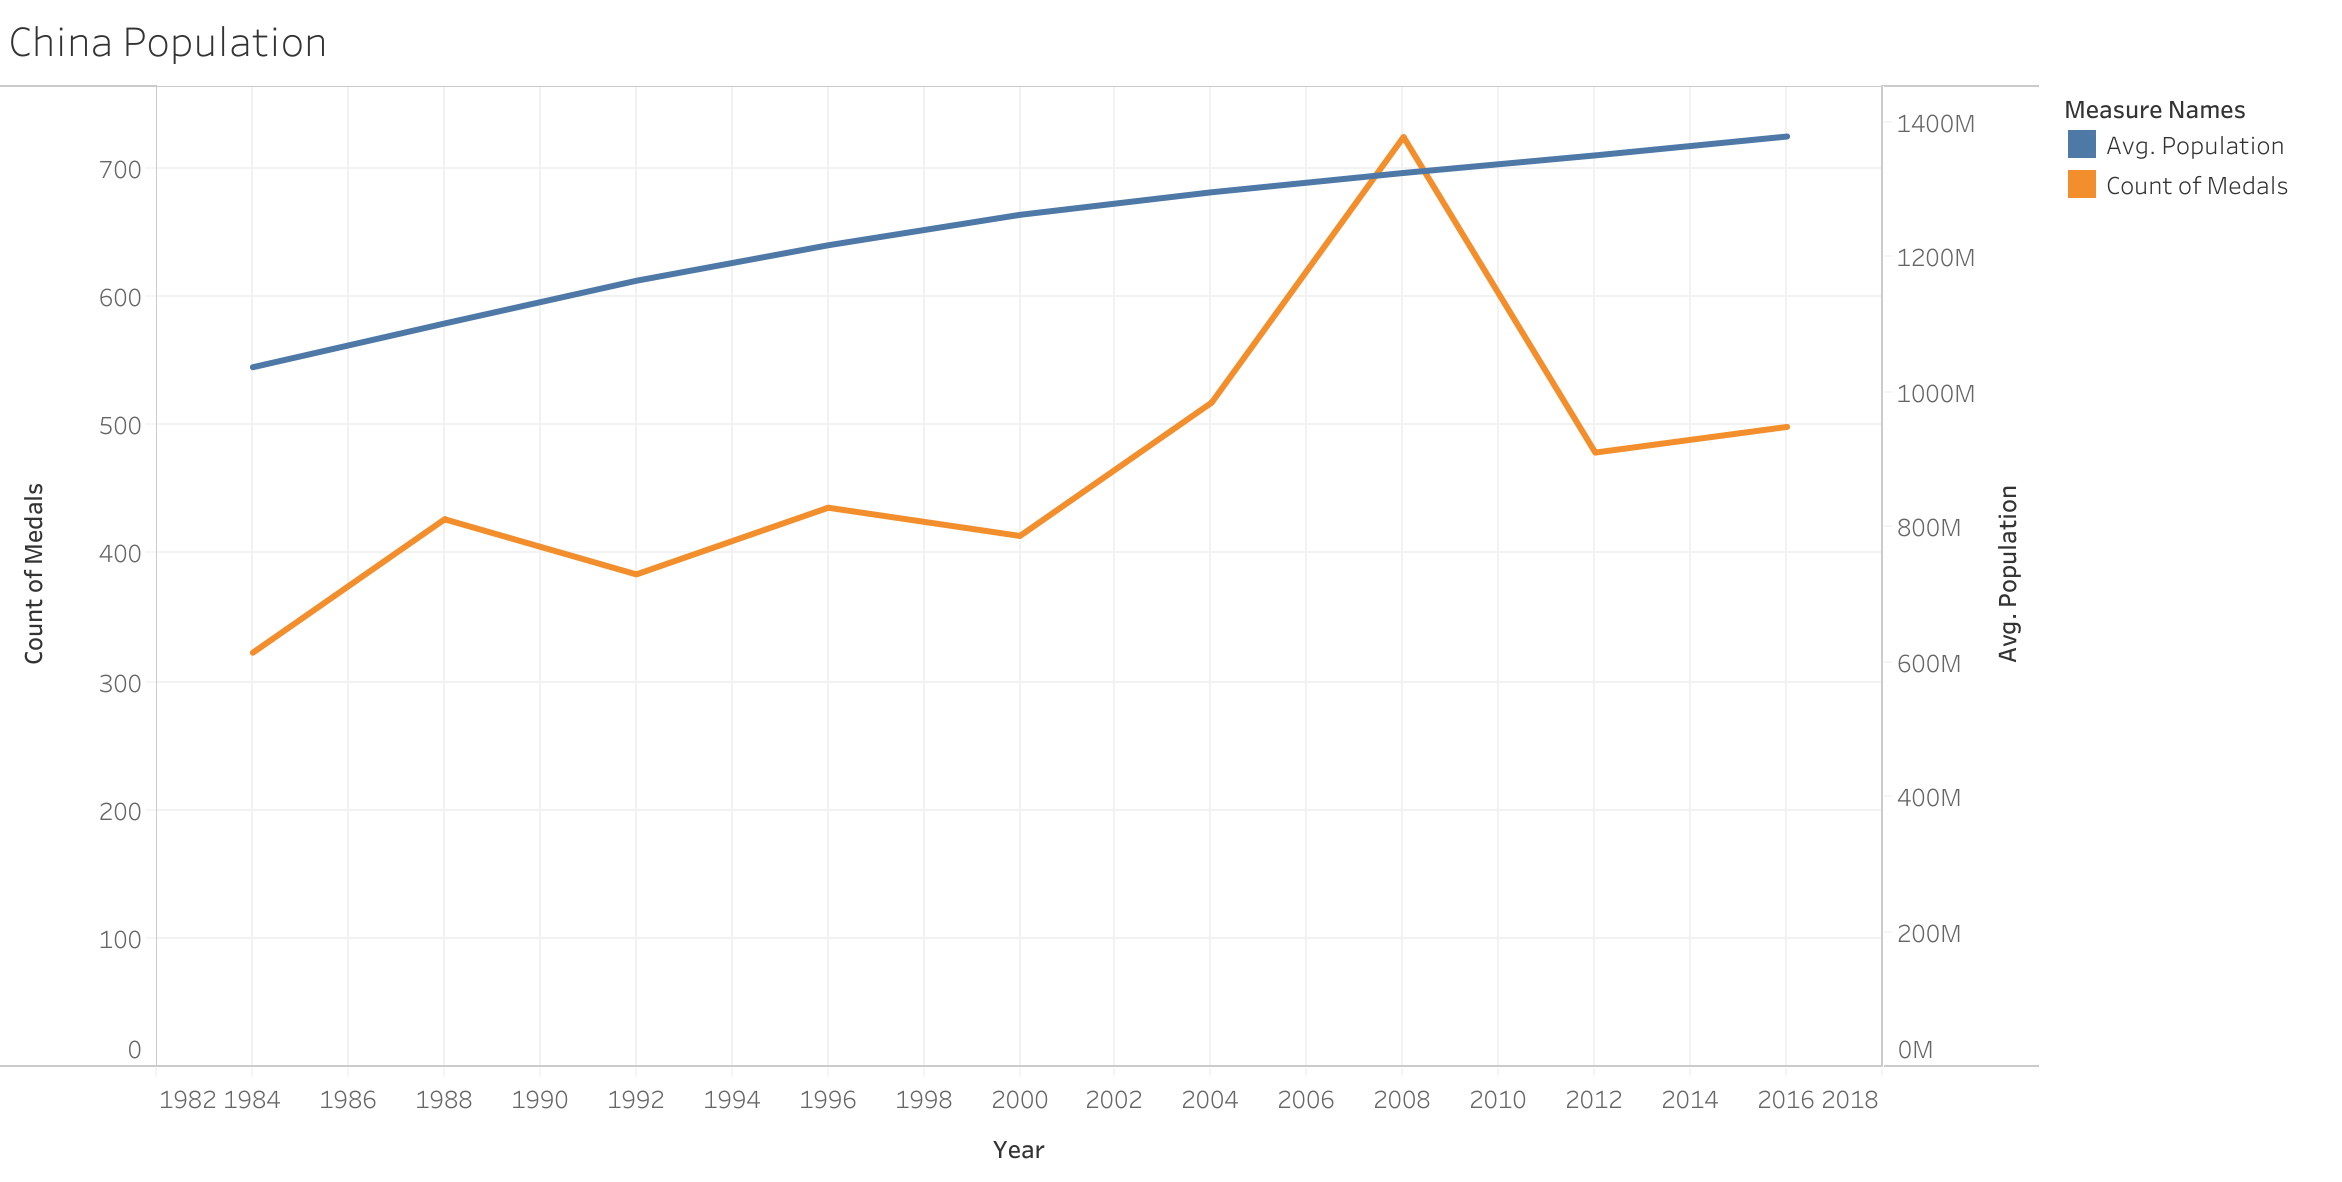 China Population
Measure Names
Avg. Population
Count of Medals
700
600
500
400
300
200
100
0
Count of Medals
1400M
1200M
1000M
800M
600M
400M
200M
0M
Avg. Population
1982 1984 1986 1988 1990 1992 1994 1996 1998 2000 2002 2004 2006 2008 2010 2012 2014 2016 2018
Year